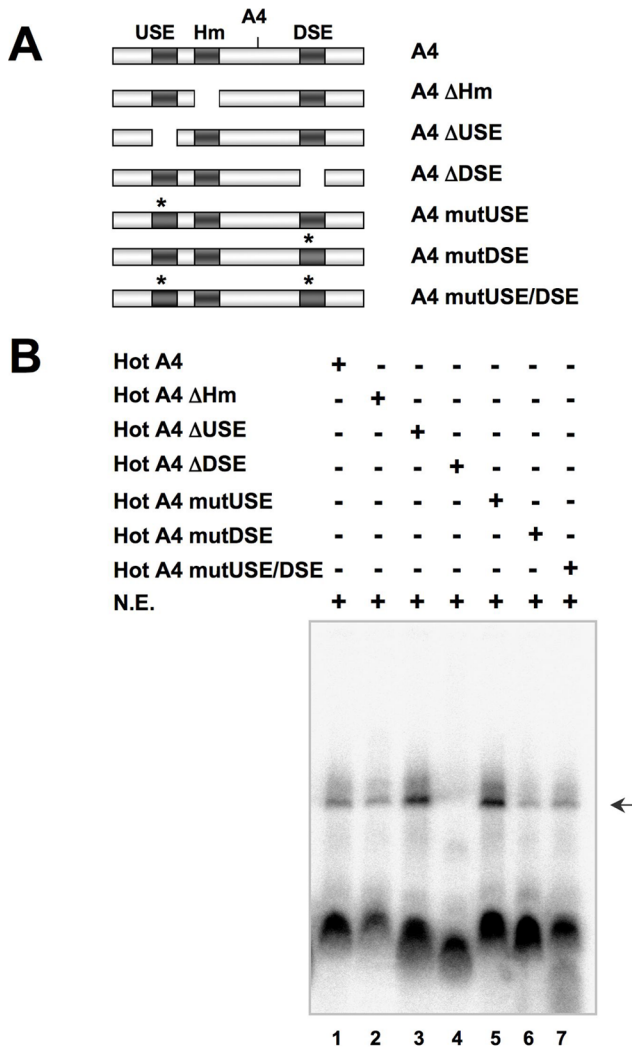 A
USE Hm A4 DSE
A4
A4 ΔHm
A4 ΔUSE
A4 ΔDSE
*
A4 mutUSE
*
A4 mutDSE
* *
A4 mutUSE/DSE
B
Hot A4 + - - - - - -
Hot A4 ΔHm - + - - - - -
Hot A4 ΔUSE - - + - - - -
Hot A4 ΔDSE - - - + - - -
Hot A4 mutUSE - - - - + - -
Hot A4 mutDSE - - - - - + -
Hot A4 mutUSE/DSE - - - - - - +
N.E. + + + + + + +
1 2 3 4 5 6 7